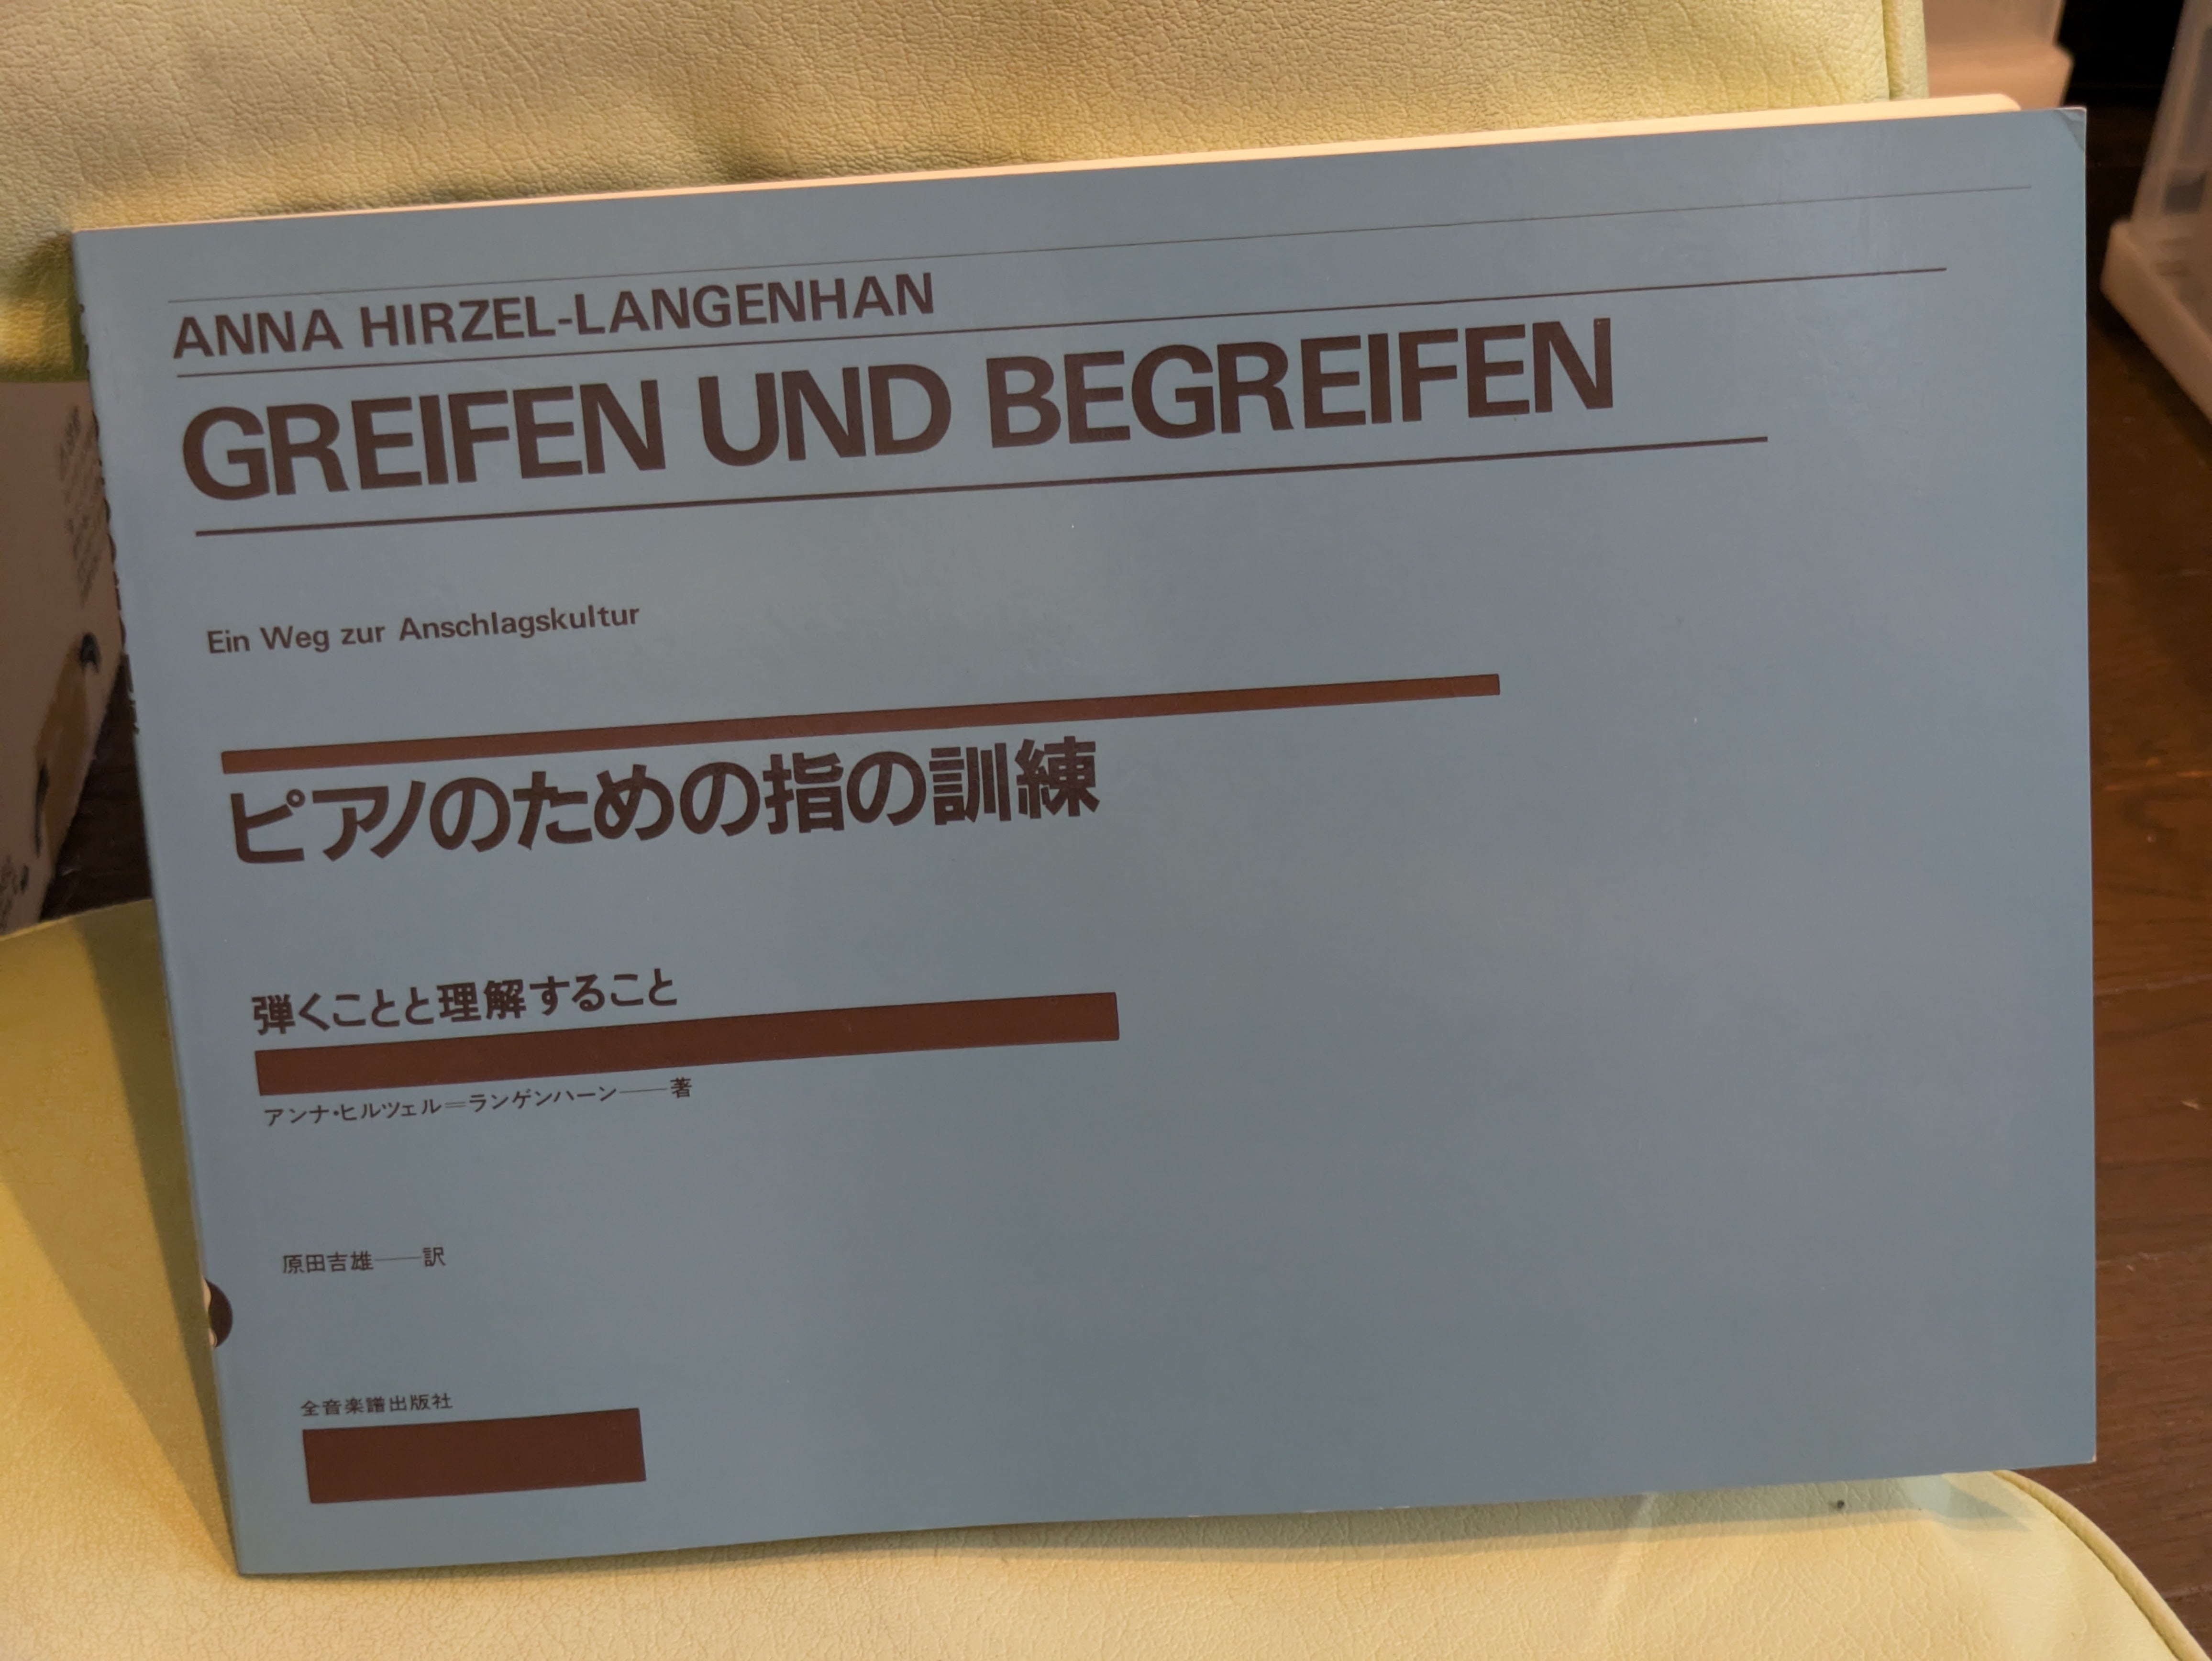 ANNA HIRZEL-LANGENHAN
GREIFEN UND BEGREIFEN
Ein Weg zur Anschlagskultur
ピアノのための指の訓練
弾くことと理解すること
アンナ・ヒルツェル=ランゲンハーン——著
原田吉雄——訳
全音楽譜出版社